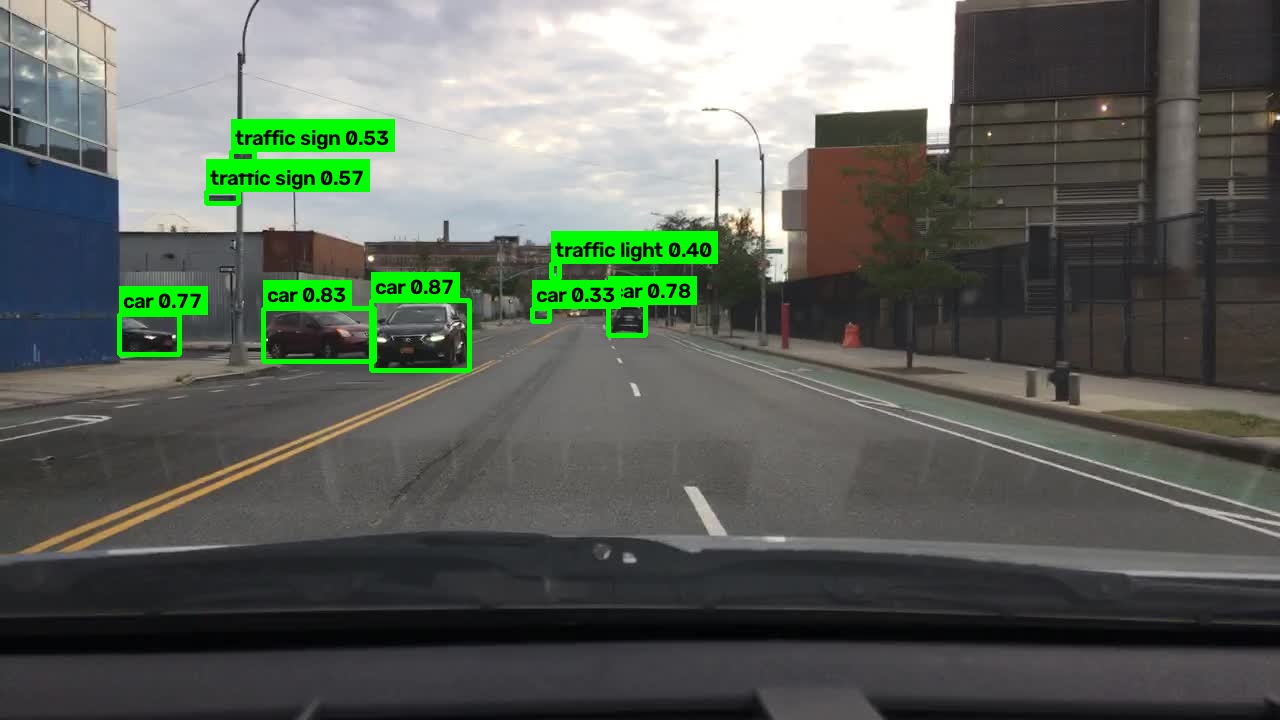 traffic sign 0.53
traffic sign 0.57
traffic light 0.40
car 0.87
car 0.83
car 0.77
car 0.33
car 0.78